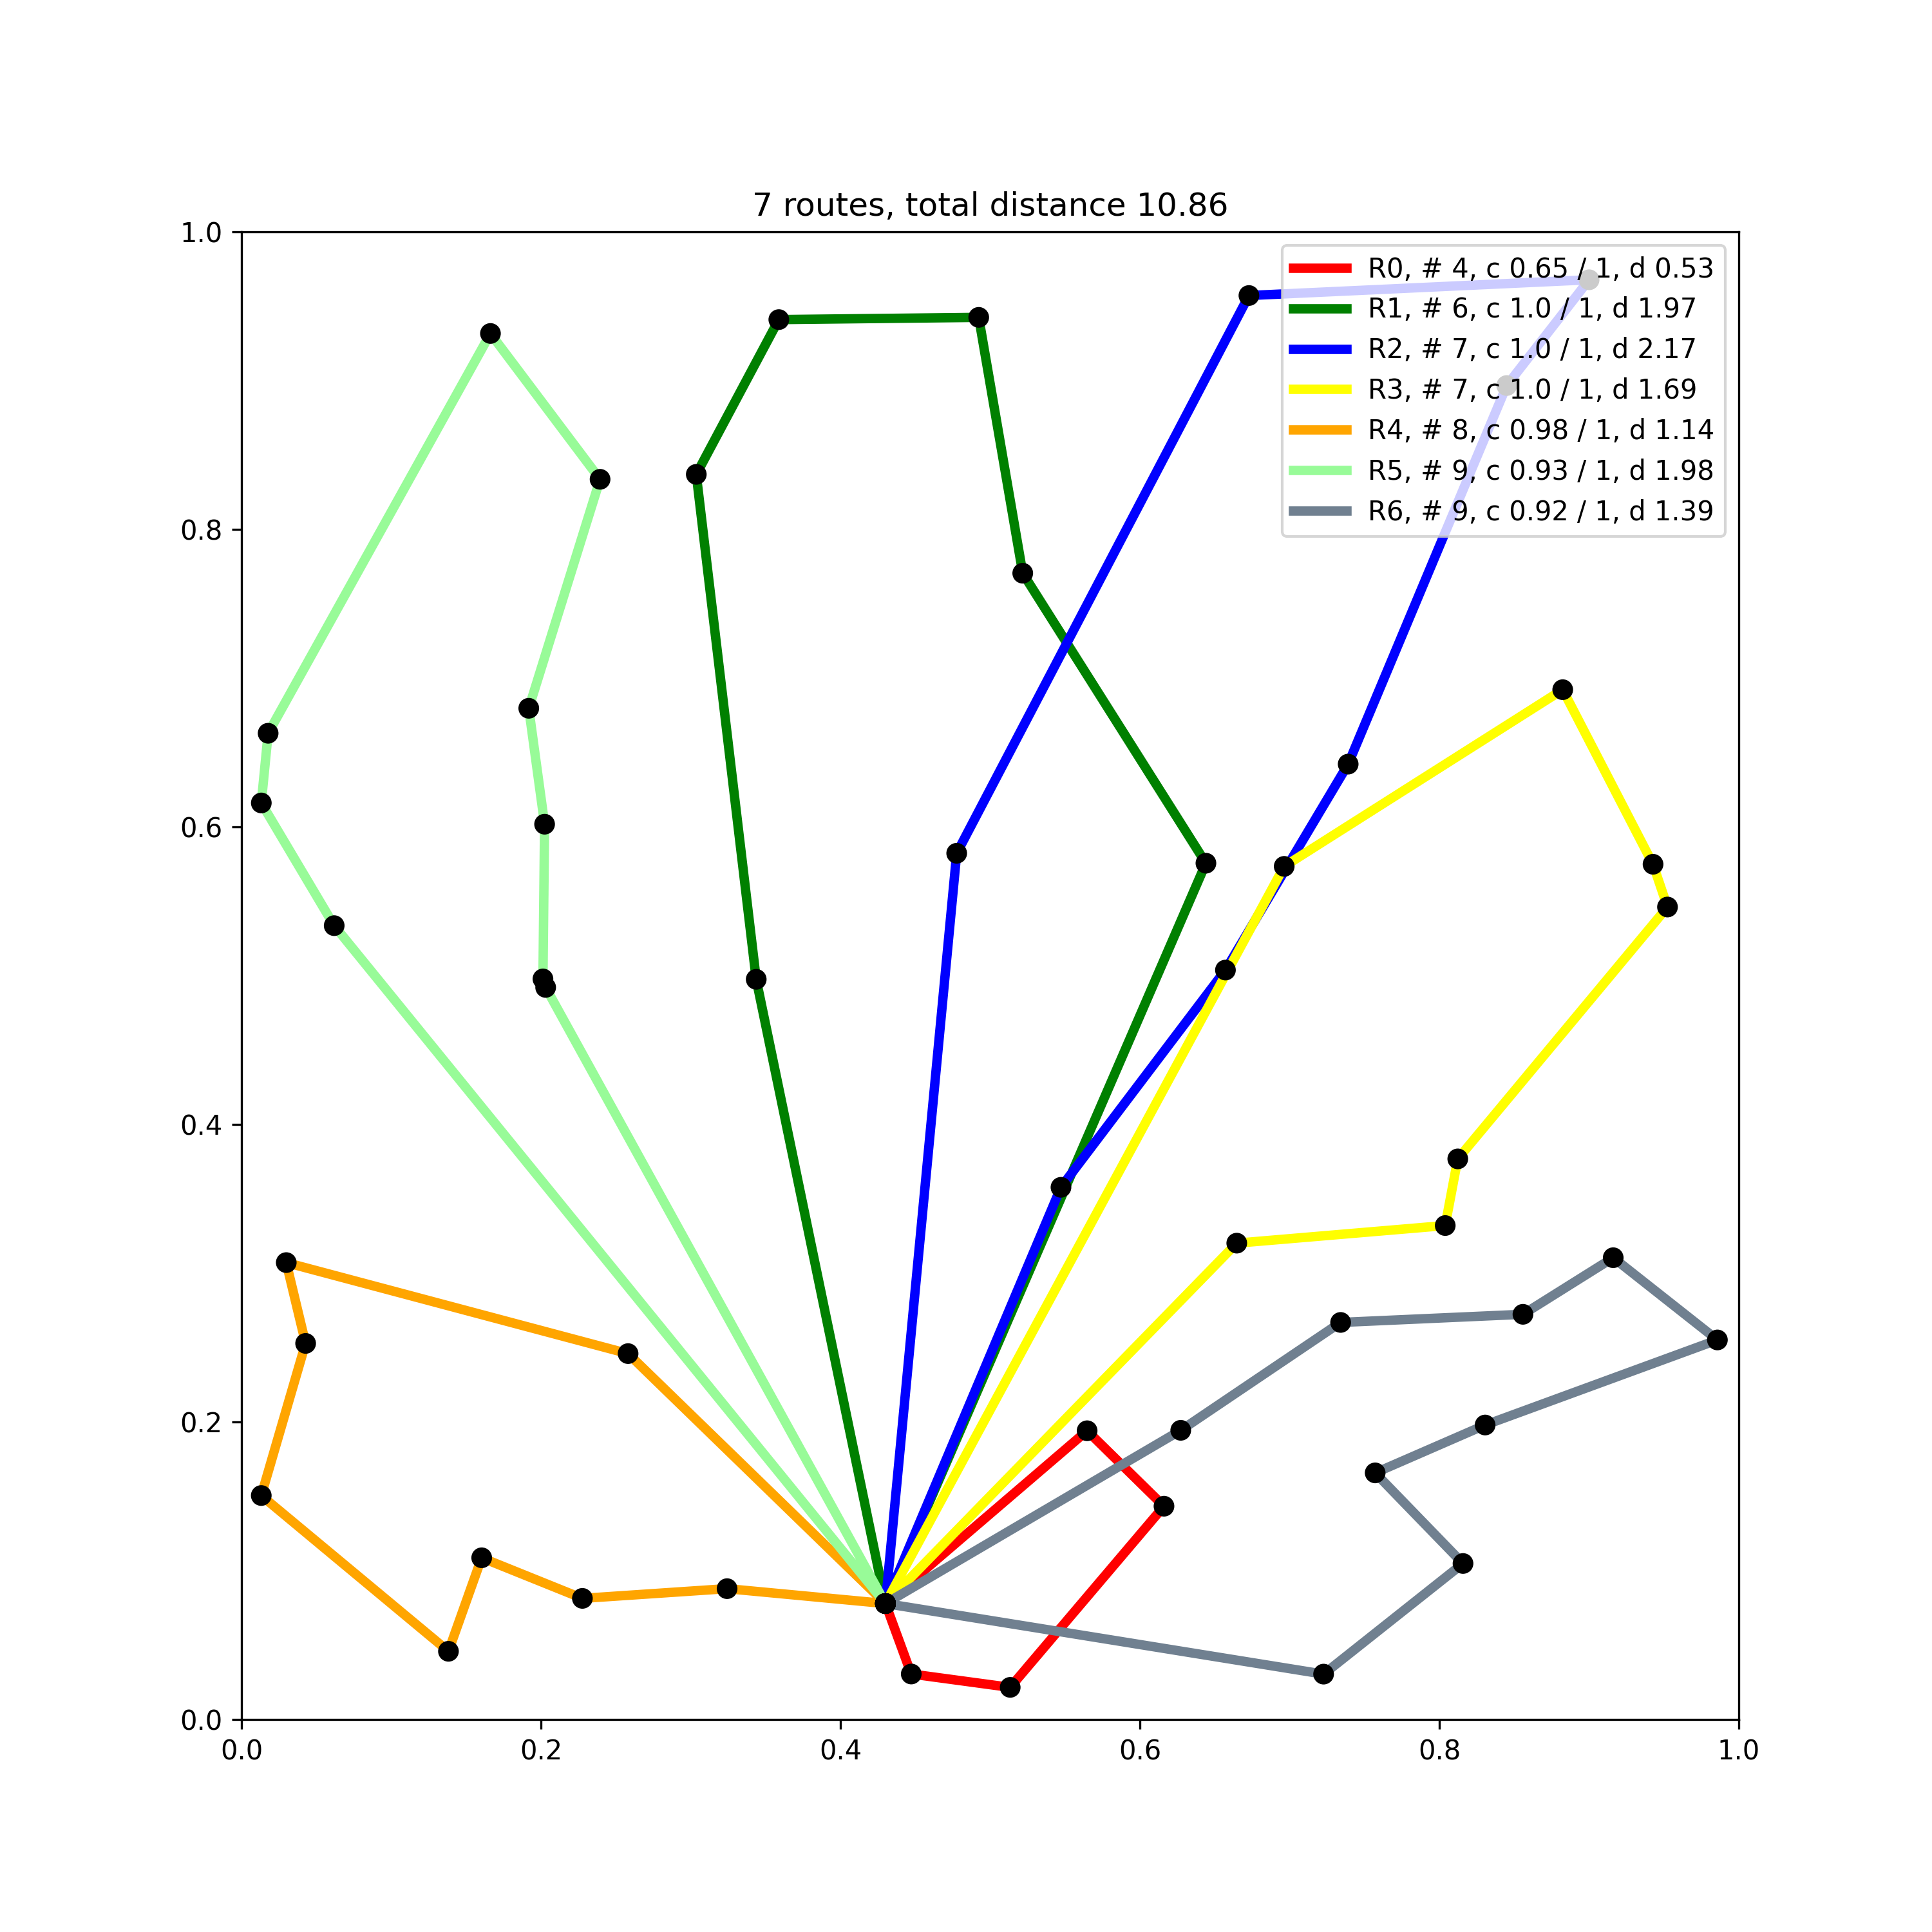 7 routes, total distance 10.86
1.0
R0, # 4, c 0.65 / 1, d 0.53
R1, # 6, c 1.0 / 1, d 1.97
R2, # 7, c 1.0 / 1, d 2.17
R3, # 7, c 1.0 / 1, d 1.69
R4, # 8, c 0.98 / 1, d 1.14
R5, # 9, c 0.93 / 1, d 1.98
R6, # 9, c 0.92 / 1, d 1.39
0.8
0.6
0.4
0.2
0.0
0.0 0.2 0.4 0.6 0.8 1.0